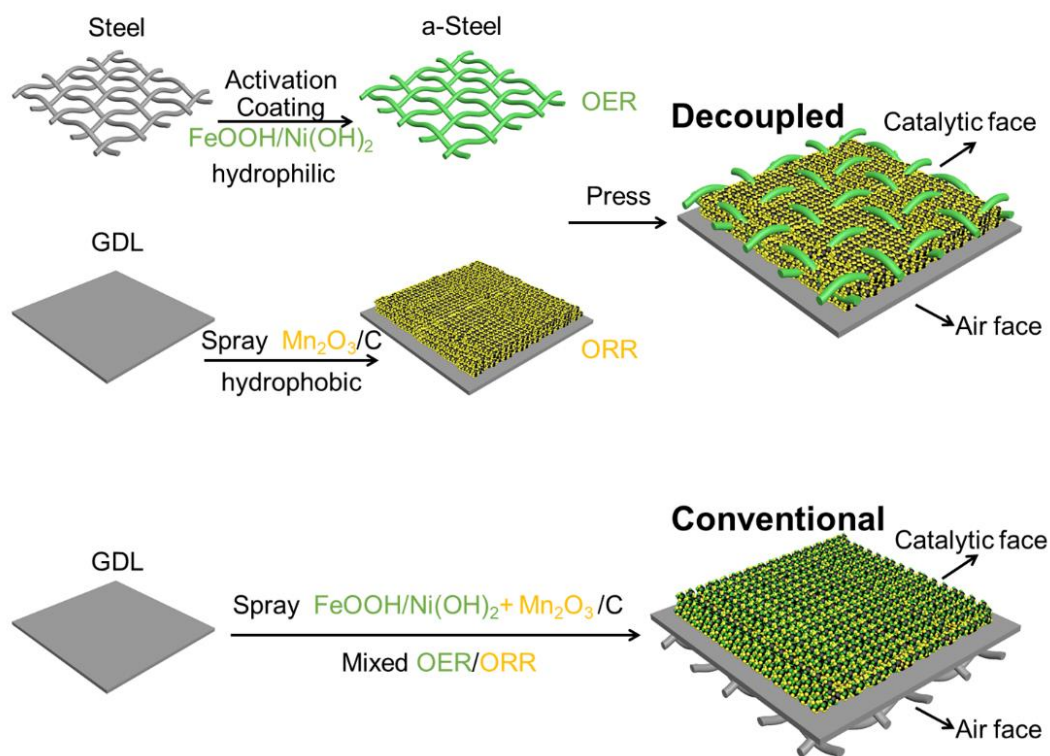 Steel
a-Steel
Activation
Coating
FeOOH/Ni(OH)₂
hydrophilic
OER
Decoupled
Catalytic face
Press
GDL
Spray Mn₂O₃/C
hydrophobic
ORR
Air face
Conventional
Catalytic face
GDL
Spray FeOOH/Ni(OH)₂+ Mn₂O₃ /C
Mixed OER/ORR
Air face